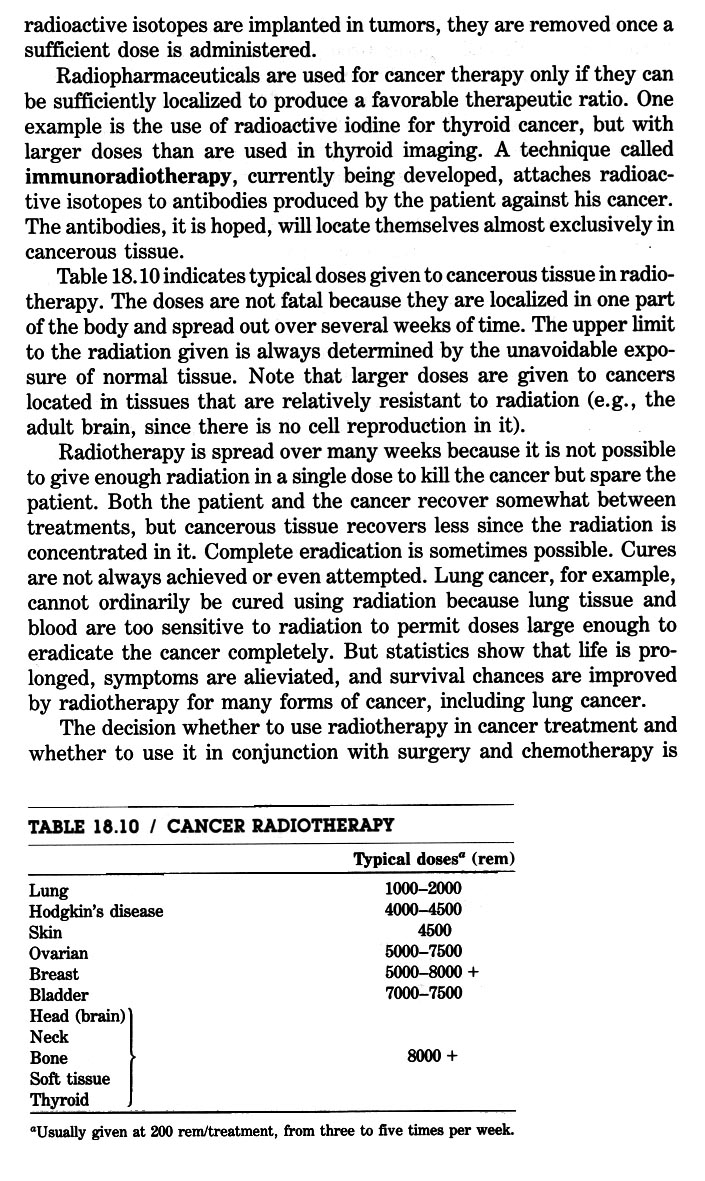 radioactive isotopes are implanted in tumors, they are removed once a
sufficient dose is administered.
Radiopharmaceuticals are used for cancer therapy only if they can
be sufficiently localized to produce a favorable therapeutic ratio. One
example is the use of radioactive iodine for thyroid cancer, but with
larger doses than are used in thyroid imaging. A technique called
immunoradiotherapy, currently being developed, attaches radioac-
tive isotopes to antibodies produced by the patient against his cancer.
The antibodies, it is hoped, will locate themselves almost exclusively in
cancerous tissue.
Table 18.10 indicates typical doses given to cancerous tissue in radio-
therapy. The doses are not fatal because they are localized in one part
of the body and spread out over several weeks of time. The upper limit
to the radiation given is always determined by the unavoidable expo-
sure of normal tissue. Note that larger doses are given to cancers
located in tissues that are relatively resistant to radiation (e.g., the
adult brain, since there is no cell reproduction in it).
Radiotherapy is spread over many weeks because it is not possible
to give enough radiation in a single dose to kill the cancer but spare the
patient. Both the patient and the cancer recover somewhat between
treatments, but cancerous tissue recovers less since the radiation is
concentrated in it. Complete eradication is sometimes possible. Cures
are not always achieved or even attempted. Lung cancer, for example,
cannot ordinarily be cured using radiation because lung tissue and
blood are too sensitive to radiation to permit doses large enough to
eradicate the cancer completely. But statistics show that life is pro-
longed, symptoms are alieviated, and survival chances are improved
by radiotherapy for many forms of cancer, including lung cancer.
The decision whether to use radiotherapy in cancer treatment and
whether to use it in conjunction with surgery and chemotherapy is
TABLE 18.10 / CANCER RADIOTHERAPY
Typical dosesᵃ (rem)
Lung 1000–2000
Hodgkin's disease 4000–4500
Skin 4500
Ovarian 5000–7500
Breast 5000–8000 +
Bladder 7000–7500
Head (brain)
Neck
Bone 8000 +
Soft tissue
Thyroid
ᵃUsually given at 200 rem/treatment, from three to five times per week.